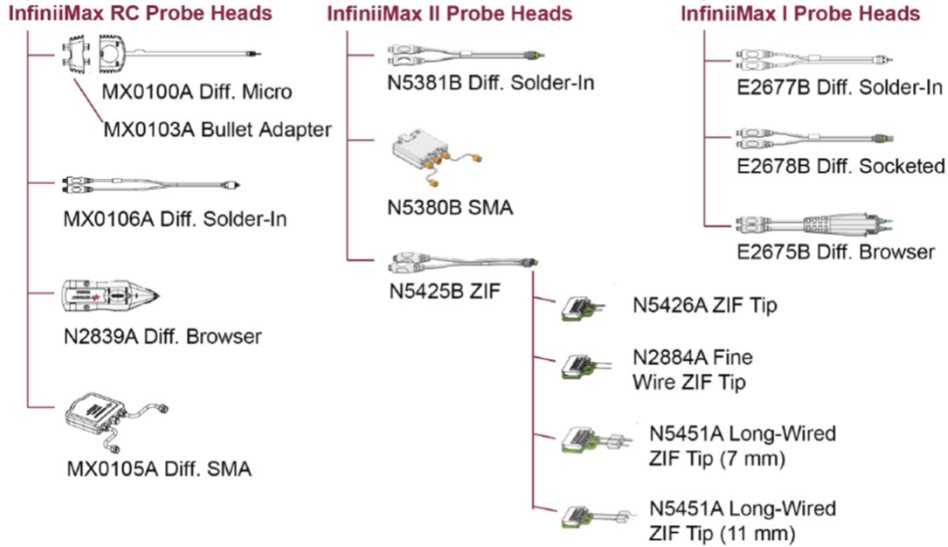 InfiniiMax RC Probe Heads
MX0100A Diff. Micro
MX0103A Bullet Adapter
MX0106A Diff. Solder-In
N2839A Diff. Browser
MX0105A Diff. SMA
InfiniiMax II Probe Heads
N5381B Diff. Solder-In
N5380B SMA
N5425B ZIF
N5426A ZIF Tip
N2884A Fine
Wire ZIF Tip
N5451A Long-Wired
ZIF Tip (7 mm)
N5451A Long-Wired
ZIF Tip (11 mm)
InfiniiMax I Probe Heads
E2677B Diff. Solder-In
E2678B Diff. Socketed
E2675B Diff. Browser